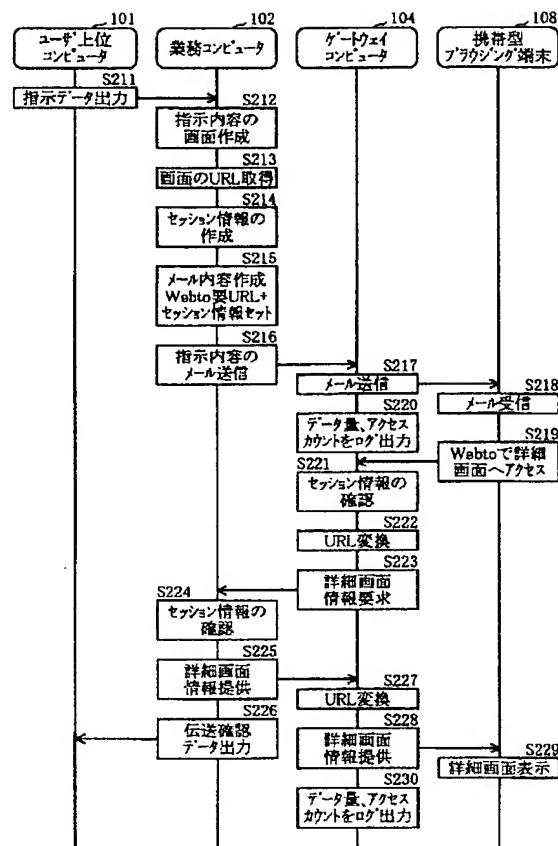 101
ユーザ上位
コンピュータ
102
業務コンピュータ
104
ゲートウェイ
コンピュータ
108
携帯型
ブラウジング端末
S211
指示データ出力
S212
指示内容の
画面作成
S213
画面のURL取得
S214
セッション情報の
作成
S215
メール内容作成
Webto要URL+
セッション情報セット
S216
指示内容の
メール送信
S217
メール送信
S218
メール受信
S219
Webtoで詳細
画面へアクセス
S220
データ量、アクセス
カウントをログ出力
S221
セッション情報の
確認
S222
URL変換
S223
詳細画面
情報要求
S224
セッション情報の
確認
S225
詳細画面
情報提供
S226
伝送確認
データ出力
S227
URL変換
S228
詳細画面
情報提供
S229
詳細画面表示
S230
データ量、アクセス
カウントをログ出力